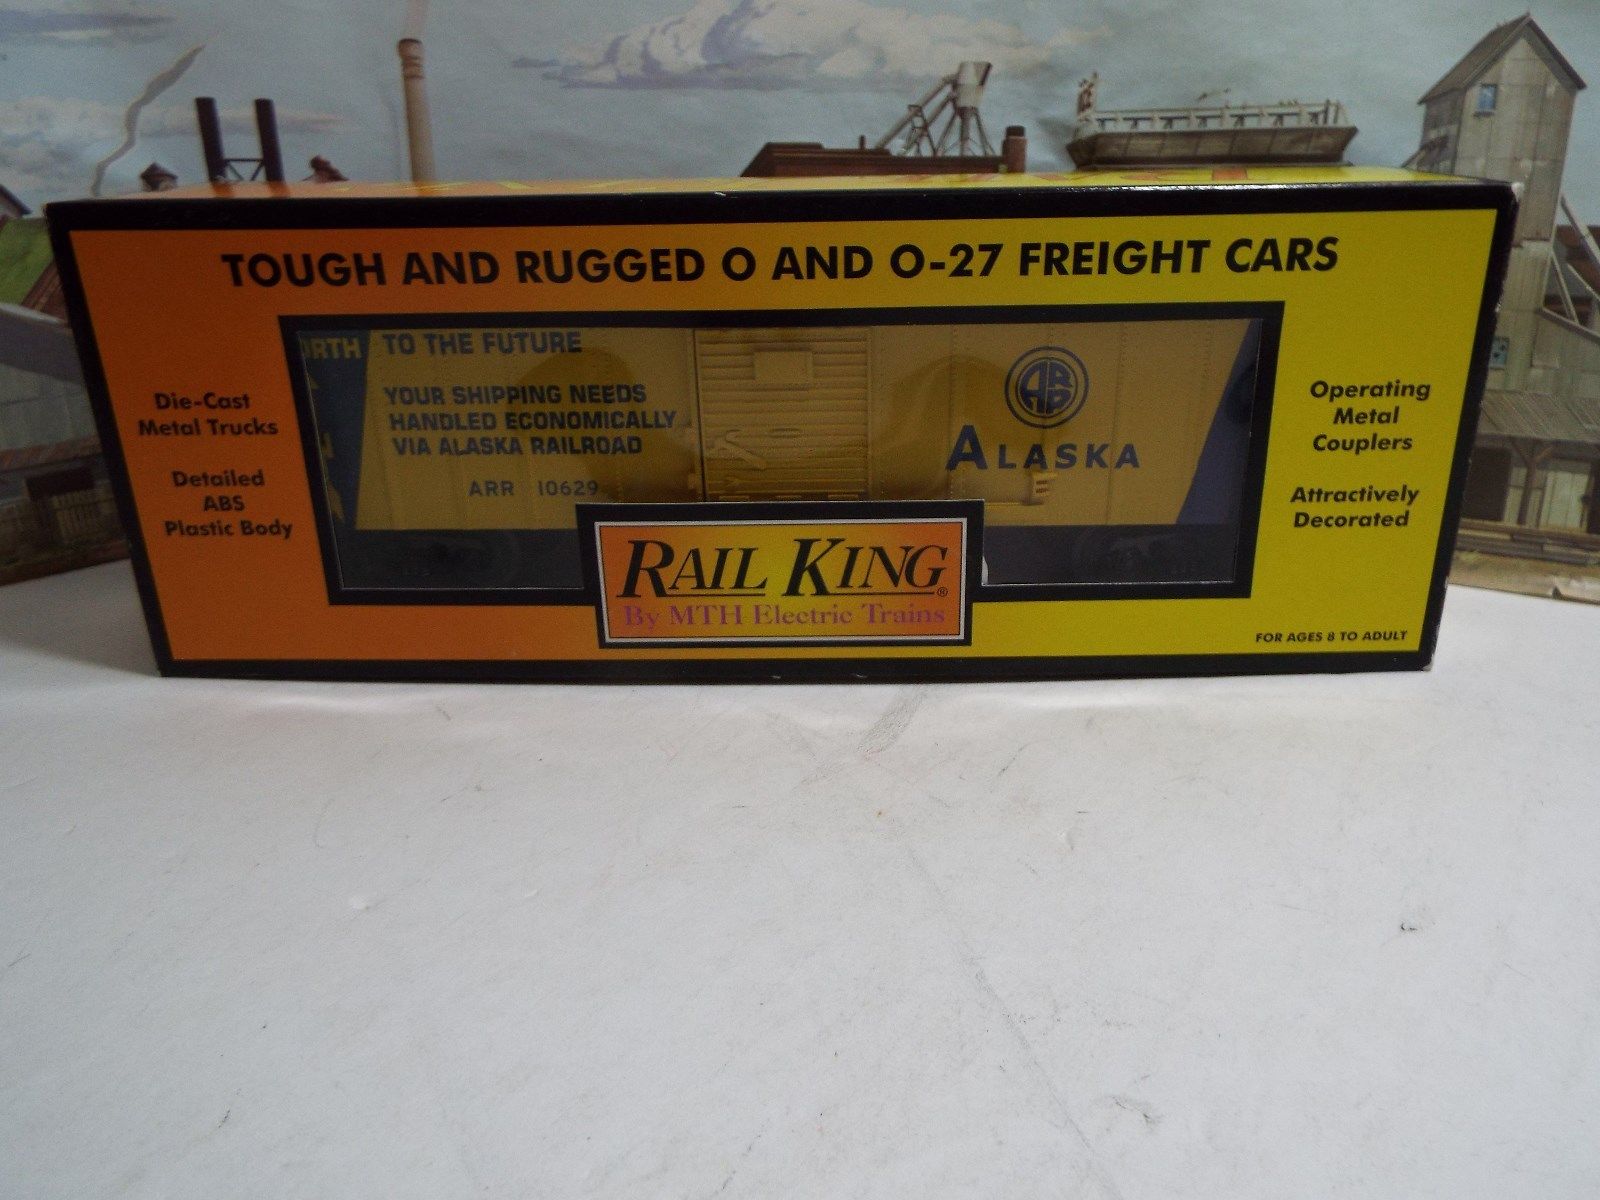 TOUGH AND RUGGED O AND O-27 FREIGHT CARS
Die-Cast
Metal Trucks
Detailed
ABS
Plastic Body
TO THE FUTURE
YOUR SHIPPING NEEDS
HANDLED ECONOMICALLY
VIA ALASKA RAILROAD
ARR 10629
ARR
ALASKA
Operating
Metal
Couplers
Attractively
Decorated
RAIL KING®
By MTH Electric Trains
FOR AGES 8 TO ADULT
ICE